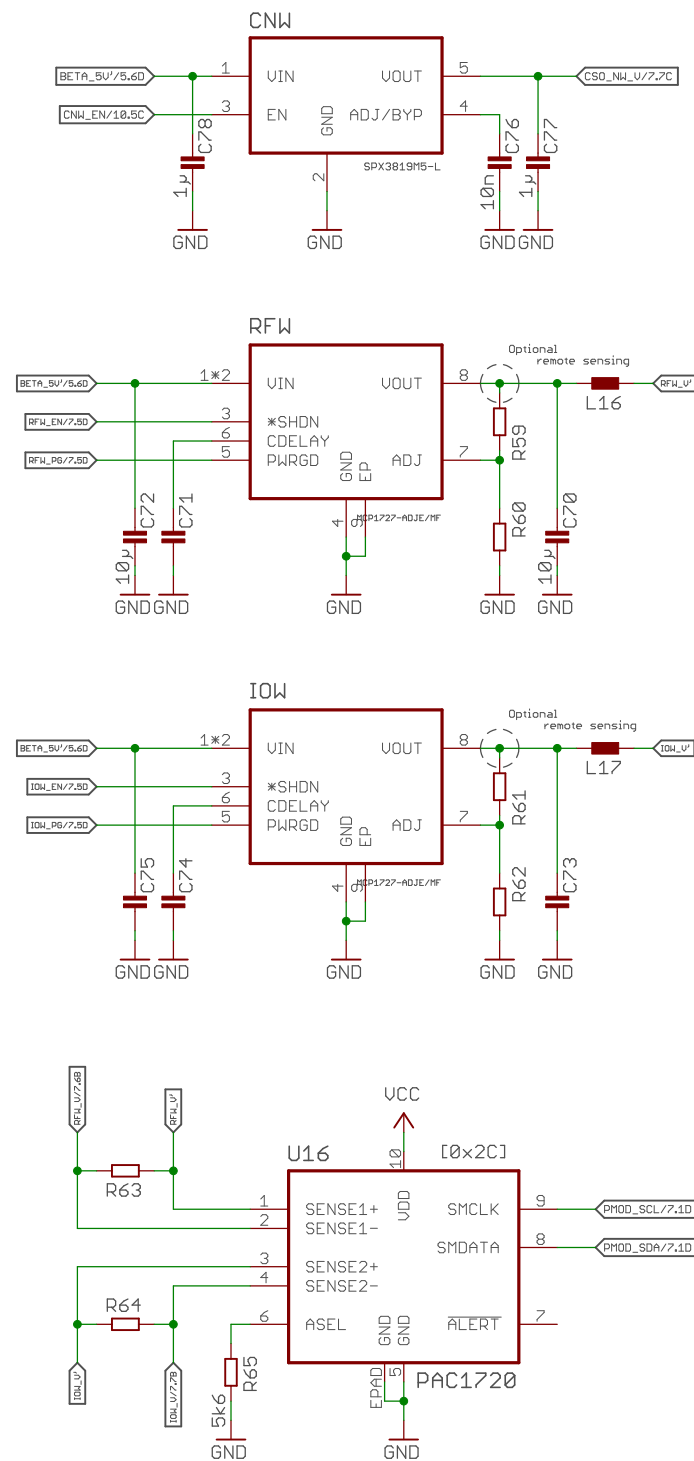 CNW
BETA_5V'/5.6D
1
VIN
VOUT
5
CSO_NW_V/7.7C
CNW_EN/10.5C
3
EN
GND
ADJ/BYP
4
C78
C76
C77
SPX3819M5-L
1µ
2
10n
1µ
GND
GND
GND
GND
RFW
Optional
remote sensing
BETA_5V'/5.6D
1*2
VIN
VOUT
8
RFW_V'
L16
RFW_EN/7.5D
3
*SHDN
R59
6
CDELAY
RFW_PG/7.5D
5
PWRGD
GND
EP
ADJ
7
C72
C71
4
9
MCP1727-ADJE/MF
R60
C70
10µ
10µ
GND
GND
GND
GND
GND
IOW
Optional
remote sensing
BETA_5V'/5.6D
1*2
VIN
VOUT
8
IOW_V'
L17
IOW_EN/7.5D
3
*SHDN
R61
6
CDELAY
IOW_PG/7.5D
5
PWRGD
GND
EP
ADJ
7
C75
C74
4
9
MCP1727-ADJE/MF
R62
C73
GND
GND
GND
GND
GND
RFW_V/7.6B
RFW_V'
VCC
U16
10
[0x2C]
R63
VDD
1
SENSE1+
SMCLK
9
PMOD_SCL/7.1D
2
SENSE1-
SMDATA
8
PMOD_SDA/7.1D
3
SENSE2+
4
SENSE2-
R64
6
ASEL
GND
GND
ALERT
7
IOW_V'
IOW_V/7.7B
R65
5k6
EPAD
5
PAC1720
GND
GND